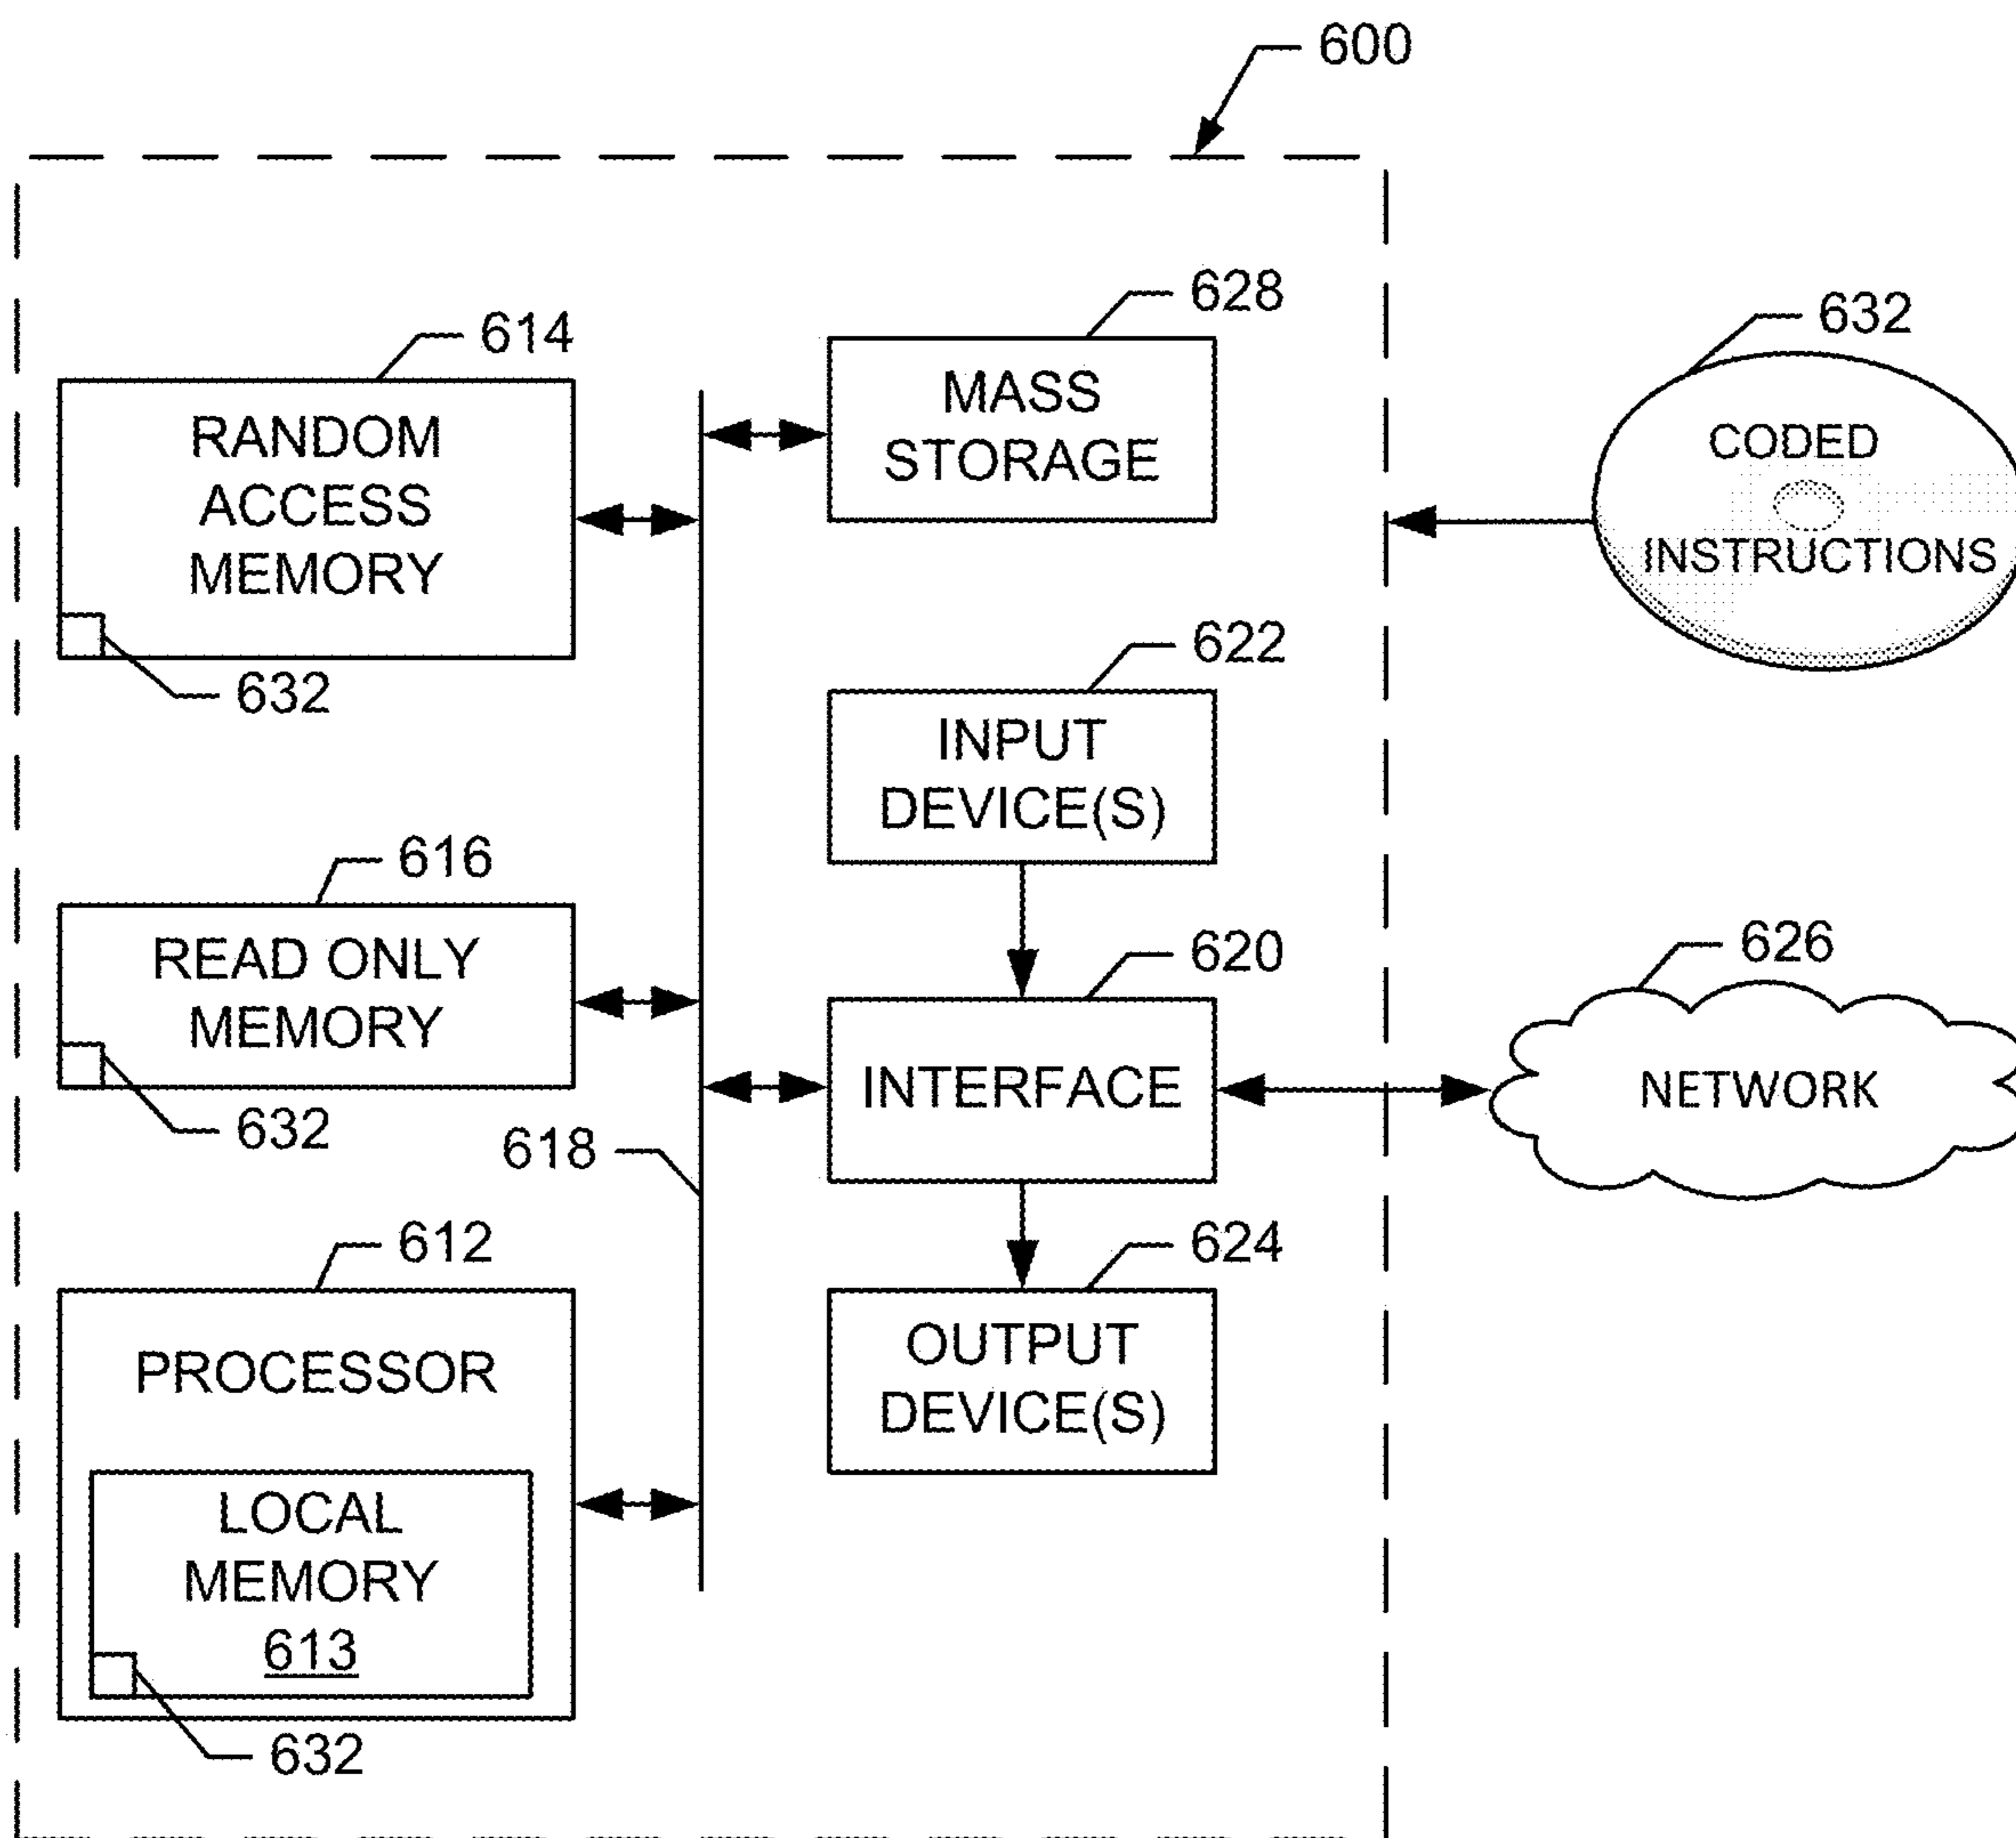 600
628
614
632
MASS
STORAGE
RANDOM
ACCESS
MEMORY
CODED
INSTRUCTIONS
632
622
INPUT
DEVICE(S)
616
READ ONLY
MEMORY
620
626
INTERFACE
NETWORK
632
618
612
624
PROCESSOR
OUTPUT
DEVICE(S)
LOCAL
MEMORY
613
632